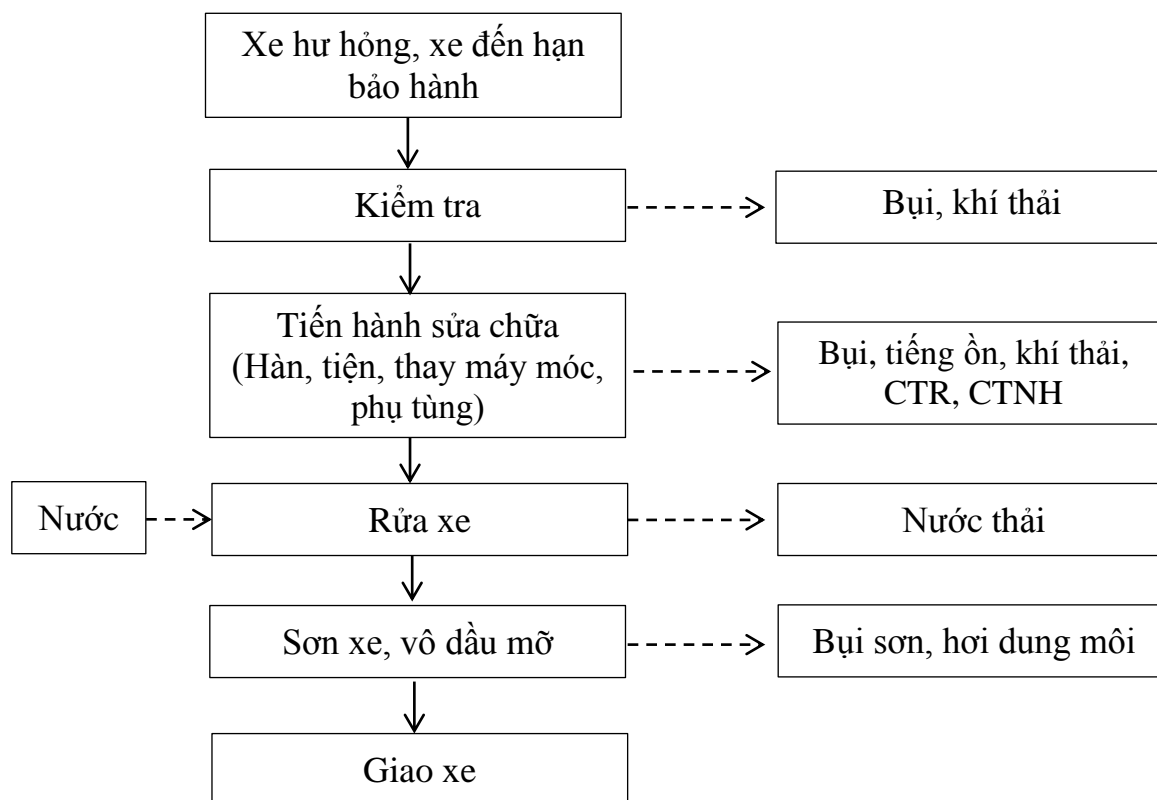 Xe hư hỏng, xe đến hạn
bảo hành
Kiểm tra
Bụi, khí thải
Tiến hành sửa chữa
(Hàn, tiện, thay máy móc,
phụ tùng)
Bụi, tiếng ồn, khí thải,
CTR, CTNH
Nước
Rửa xe
Nước thải
Sơn xe, vô dầu mỡ
Bụi sơn, hơi dung môi
Giao xe